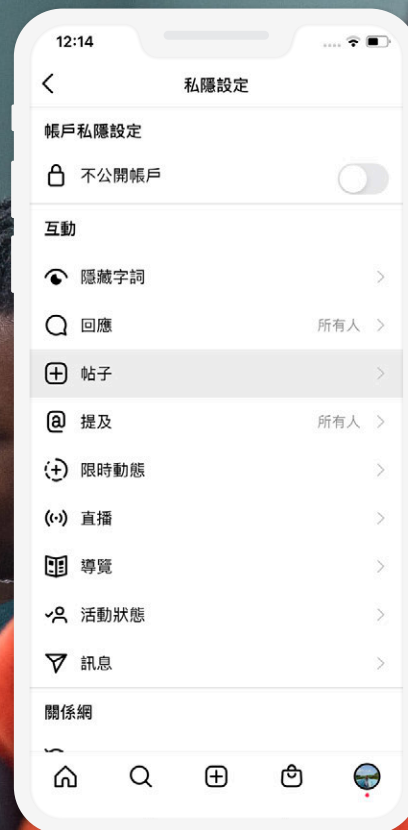 12:14
私隱設定
帳戶私隱設定
不公開帳戶
互動
隱藏字詞
回應 所有人
帖子
提及 所有人
限時動態
直播
導覽
活動狀態
訊息
關係網